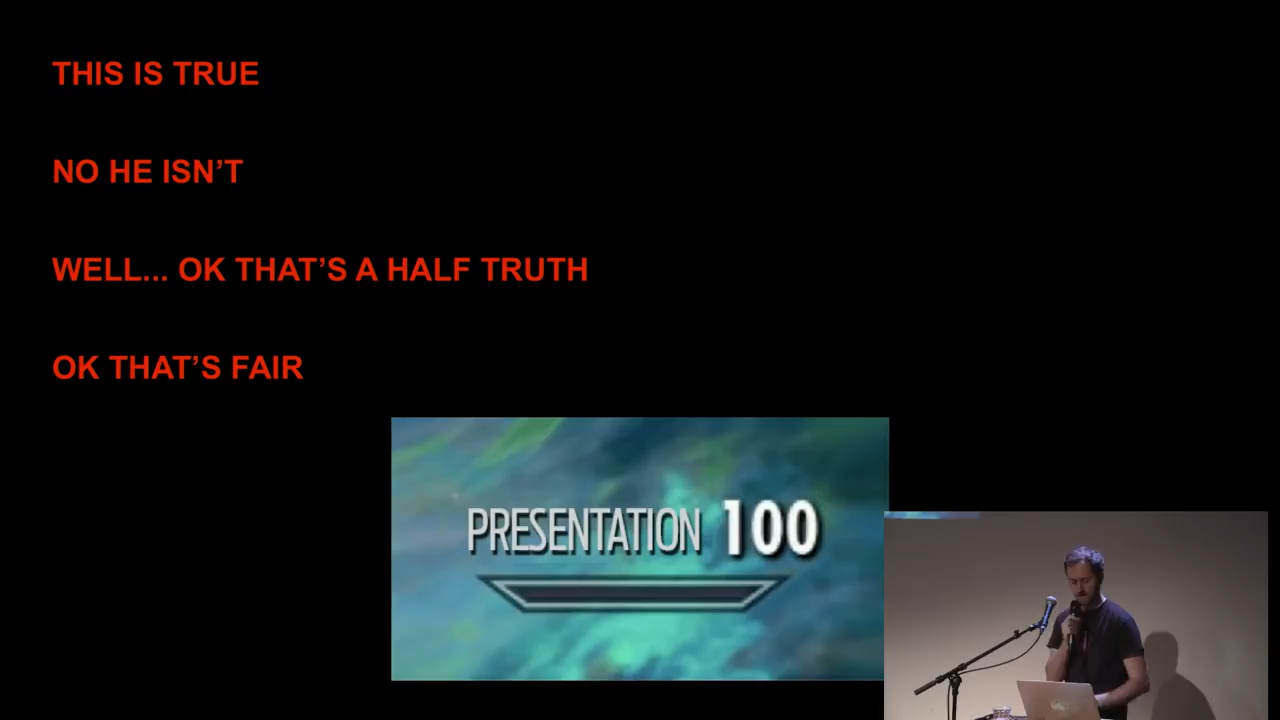 THIS IS TRUE
NO HE ISN’T
WELL... OK THAT’S A HALF TRUTH
OK THAT’S FAIR
PRESENTATION 100